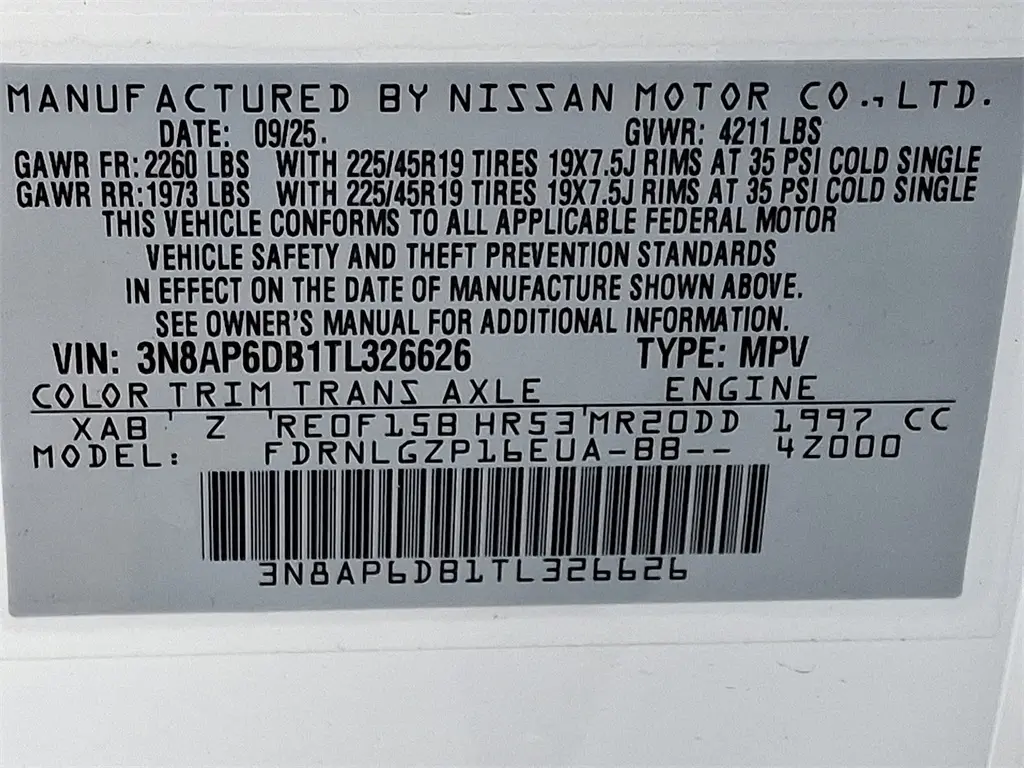 MANUFACTURED BY NISSAN MOTOR CO., LTD.
DATE: 09/25. GVWR: 4211 LBS
GAWR FR: 2260 LBS WITH 225/45R19 TIRES 19X7.5J RIMS AT 35 PSI COLD SINGLE
GAWR RR: 1973 LBS WITH 225/45R19 TIRES 19X7.5J RIMS AT 35 PSI COLD SINGLE
THIS VEHICLE CONFORMS TO ALL APPLICABLE FEDERAL MOTOR
VEHICLE SAFETY AND THEFT PREVENTION STANDARDS
IN EFFECT ON THE DATE OF MANUFACTURE SHOWN ABOVE.
SEE OWNER'S MANUAL FOR ADDITIONAL INFORMATION.
VIN: 3N8AP6DB1TL326626 TYPE: MPV
COLOR TRIM TRANS AXLE ENGINE
XAB Z RE0F15B HR53 MR20DD 1997 CC
MODEL: FDRNLGZP16EUA-BB-- 4Z000
3N8AP6DB1TL326626